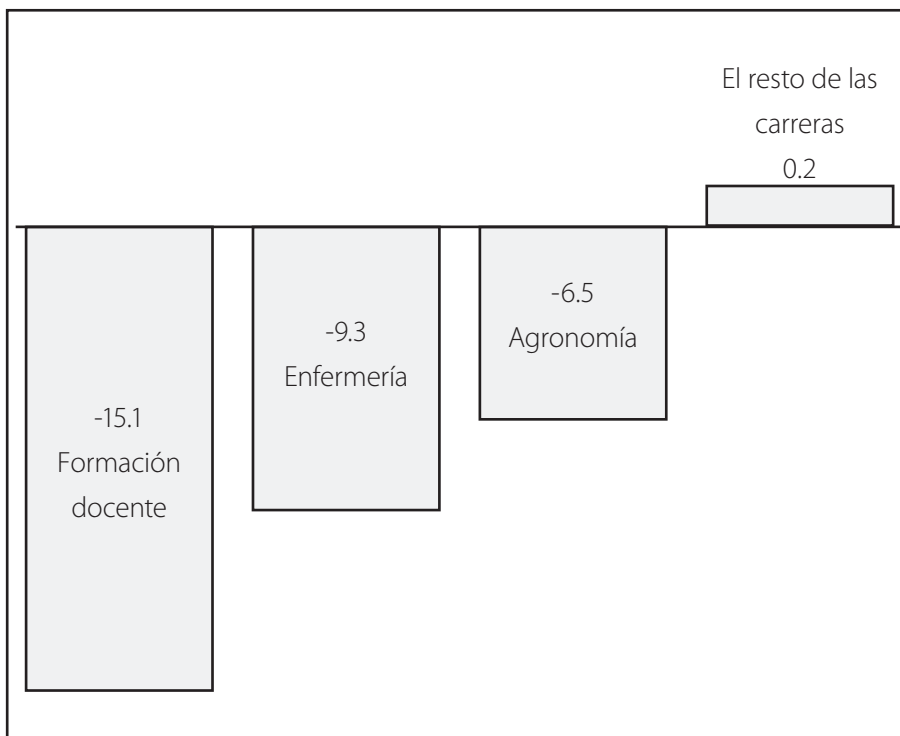 El resto de las
carreras
0.2
-6.5
Agronomía
-9.3
Enfermería
-15.1
Formación
docente